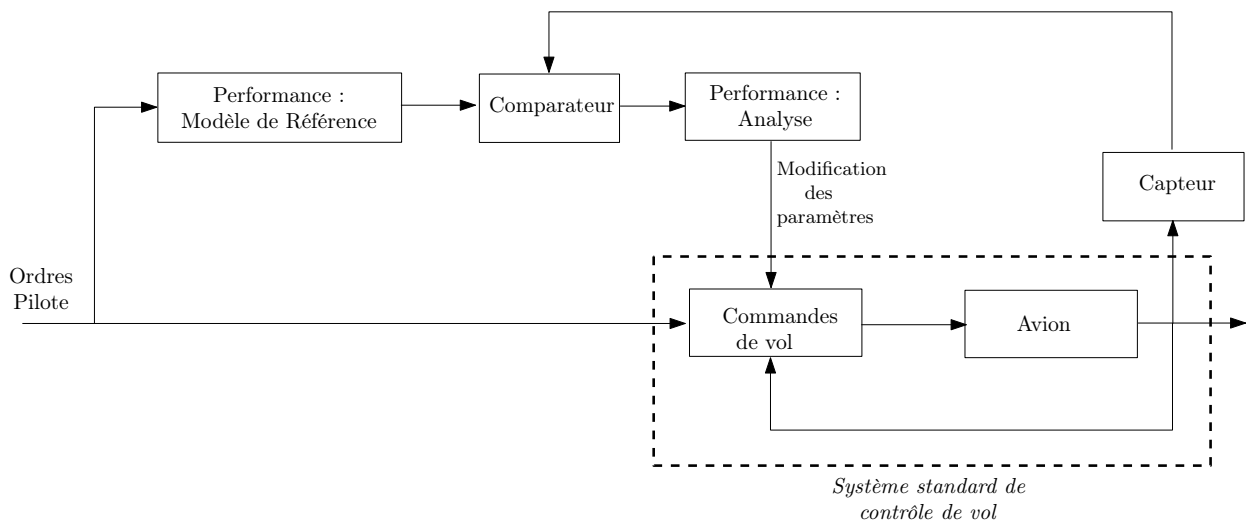 Performance :
Modèle de Référence
Comparateur
Performance :
Analyse
Modification
des
paramètres
Capteur
Ordres
Pilote
Commandes
de vol
Avion
Système standard de
contrôle de vol